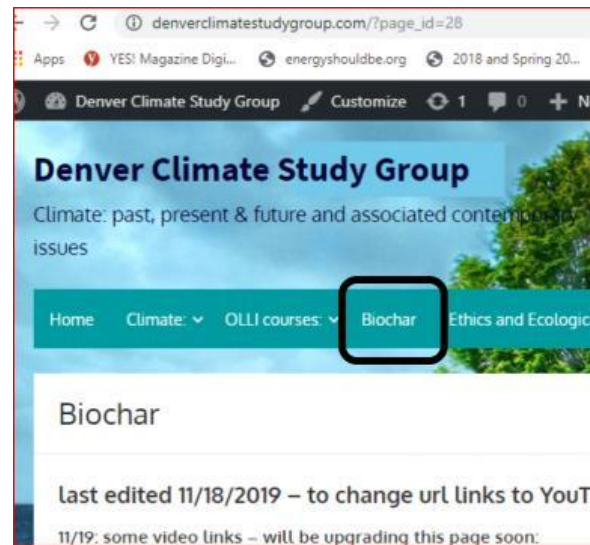 denverclimatestudygroup.com/?page_id=28
Apps YES! Magazine Digi... energyshouldbe.org 2018 and Spring 20...
Denver Climate Study Group Customize 1 0 + N
Denver Climate Study Group
Climate: past, present & future and associated contemporary
issues
Home Climate: OLLI courses: Biochar Ethics and Ecologic
Biochar
last edited 11/18/2019 – to change url links to YouT
11/19: some video links – will be upgrading this page soon: